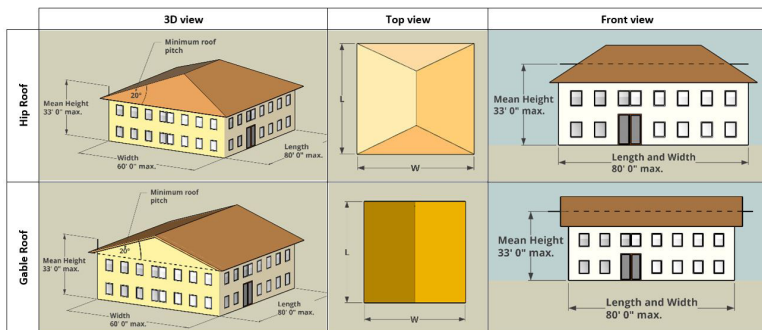 3D view
Top view
Front view
Hip Roof
Minimum roof
pitch
20°
Mean Height
33' 0" max.
Width
60' 0" max.
Length
80' 0" max.
L
W
Mean Height
33' 0" max.
Length and Width
80' 0" max.
Gable Roof
Minimum roof
pitch
20°
Mean Height
33' 0" max.
Width
60' 0" max.
Length
80' 0" max.
L
W
Mean Height
33' 0" max.
Length and Width
80' 0" max.